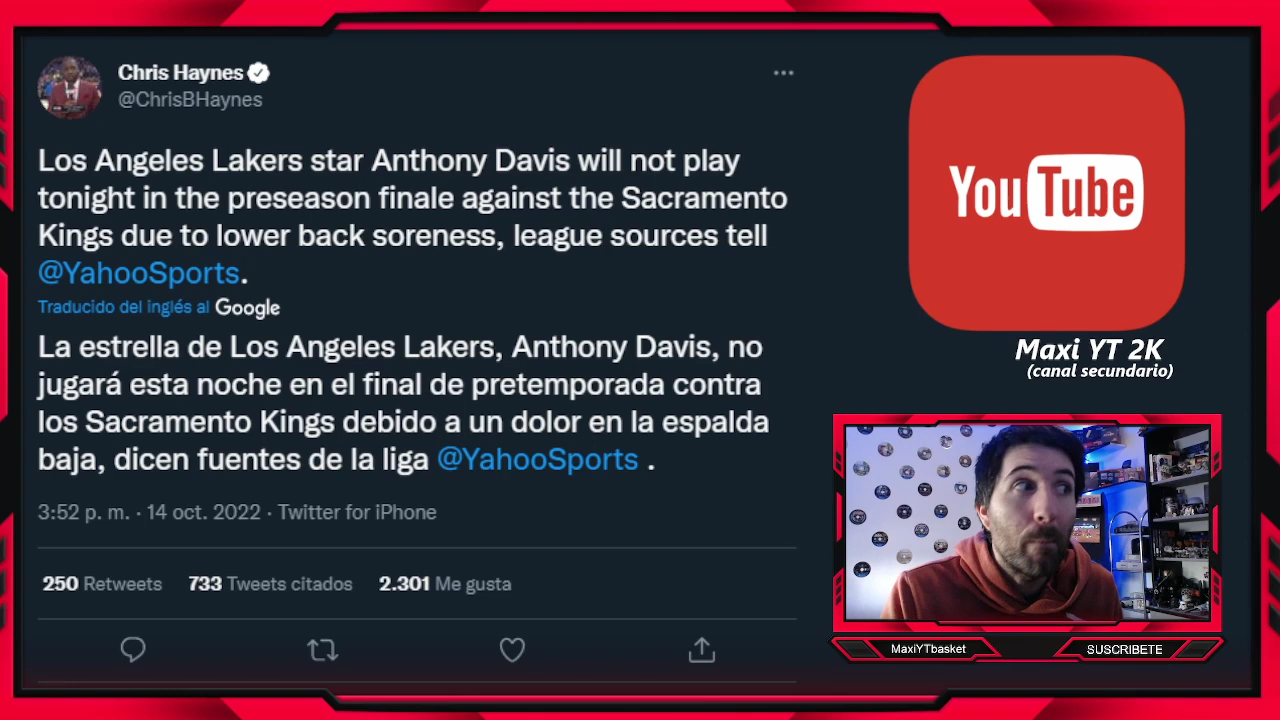 Chris Haynes
@ChrisBHaynes
Los Angeles Lakers star Anthony Davis will not play
tonight in the preseason finale against the Sacramento
Kings due to lower back soreness, league sources tell
@YahooSports.
Traducido del inglés al Google
La estrella de Los Angeles Lakers, Anthony Davis, no
jugará esta noche en el final de pretemporada contra
los Sacramento Kings debido a un dolor en la espalda
baja, dicen fuentes de la liga @YahooSports .
3:52 p. m. · 14 oct. 2022 · Twitter for iPhone
250 Retweets 733 Tweets citados 2.301 Me gusta
YouTube
Maxi YT 2K
(canal secundario)
MaxiYTbasket
SUSCRIBETE